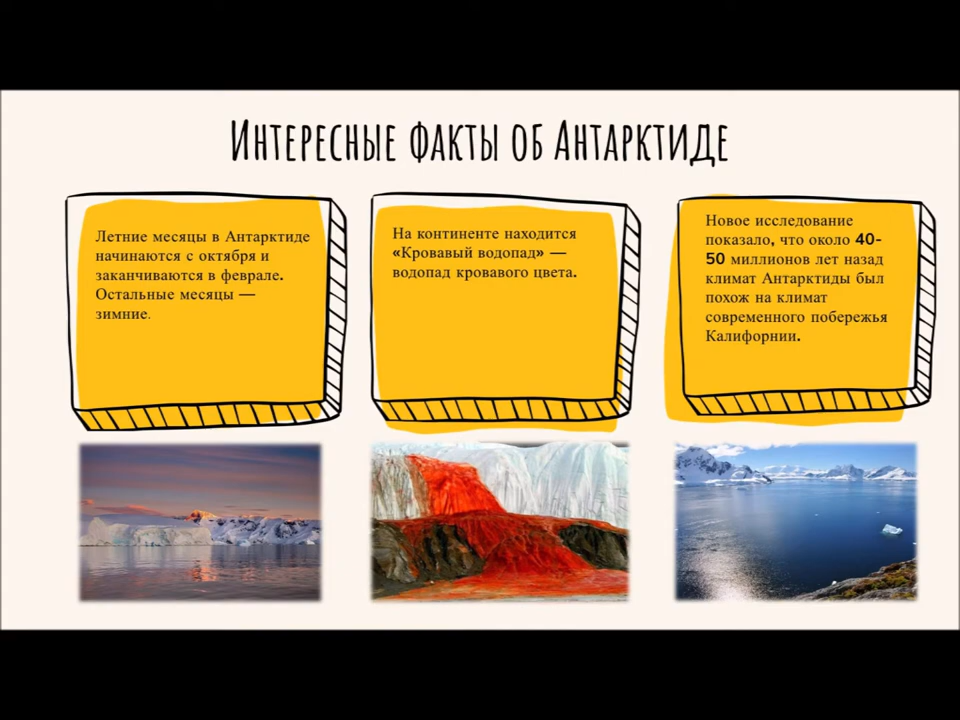 Интересные факты об Антарктиде
Летние месяцы в Антарктиде
начинаются с октября и
заканчиваются в феврале.
Остальные месяцы —
зимние.
На континенте находится
«Кровавый водопад» —
водопад кровавого цвета.
Новое исследование
показало, что около 40-
50 миллионов лет назад
климат Антарктиды был
похож на климат
современного побережья
Калифорнии.